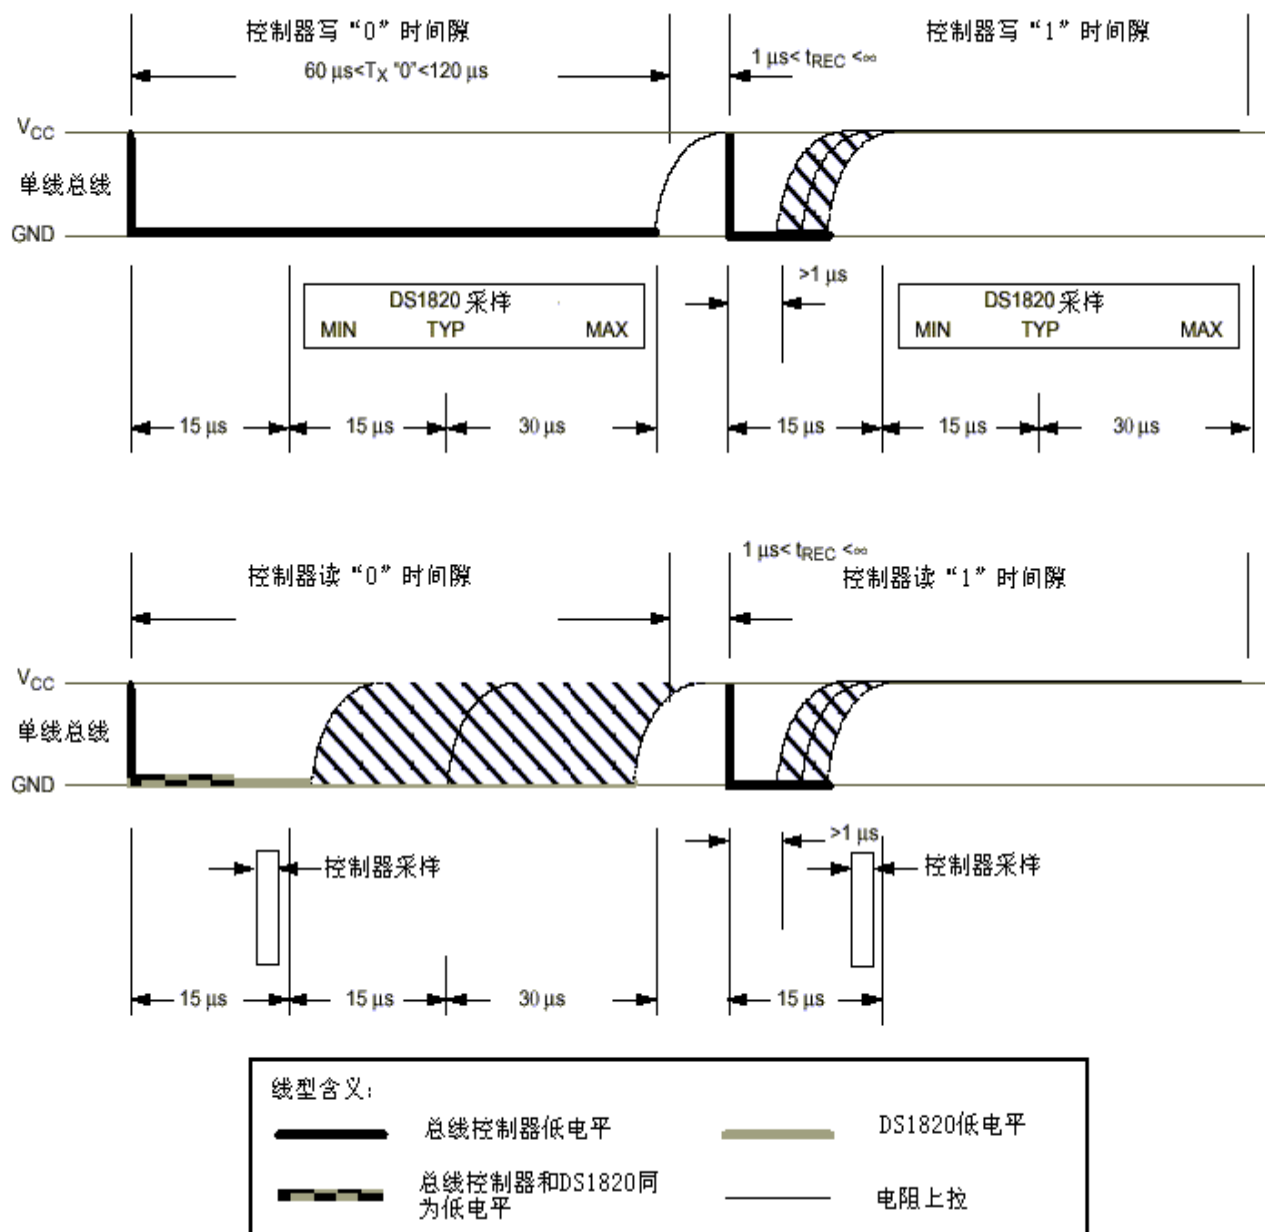 控制器写“0”时间隙
控制器写“1”时间隙
60 μs<TX "0"<120 μs
1 μs< tREC <∞
VCC
单线总线
GND
>1 μs
DS1820 采样
MIN TYP MAX
DS1820 采样
MIN TYP MAX
15 μs 15 μs 30 μs 15 μs 15 μs 30 μs
1 μs< tREC <∞
控制器读“0”时间隙
控制器读“1”时间隙
VCC
单线总线
GND
>1 μs
控制器采样
控制器采样
15 μs 15 μs 30 μs 15 μs
线型含义:
总线控制器低电平
DS1820低电平
总线控制器和DS1820同
为低电平
电阻上拉